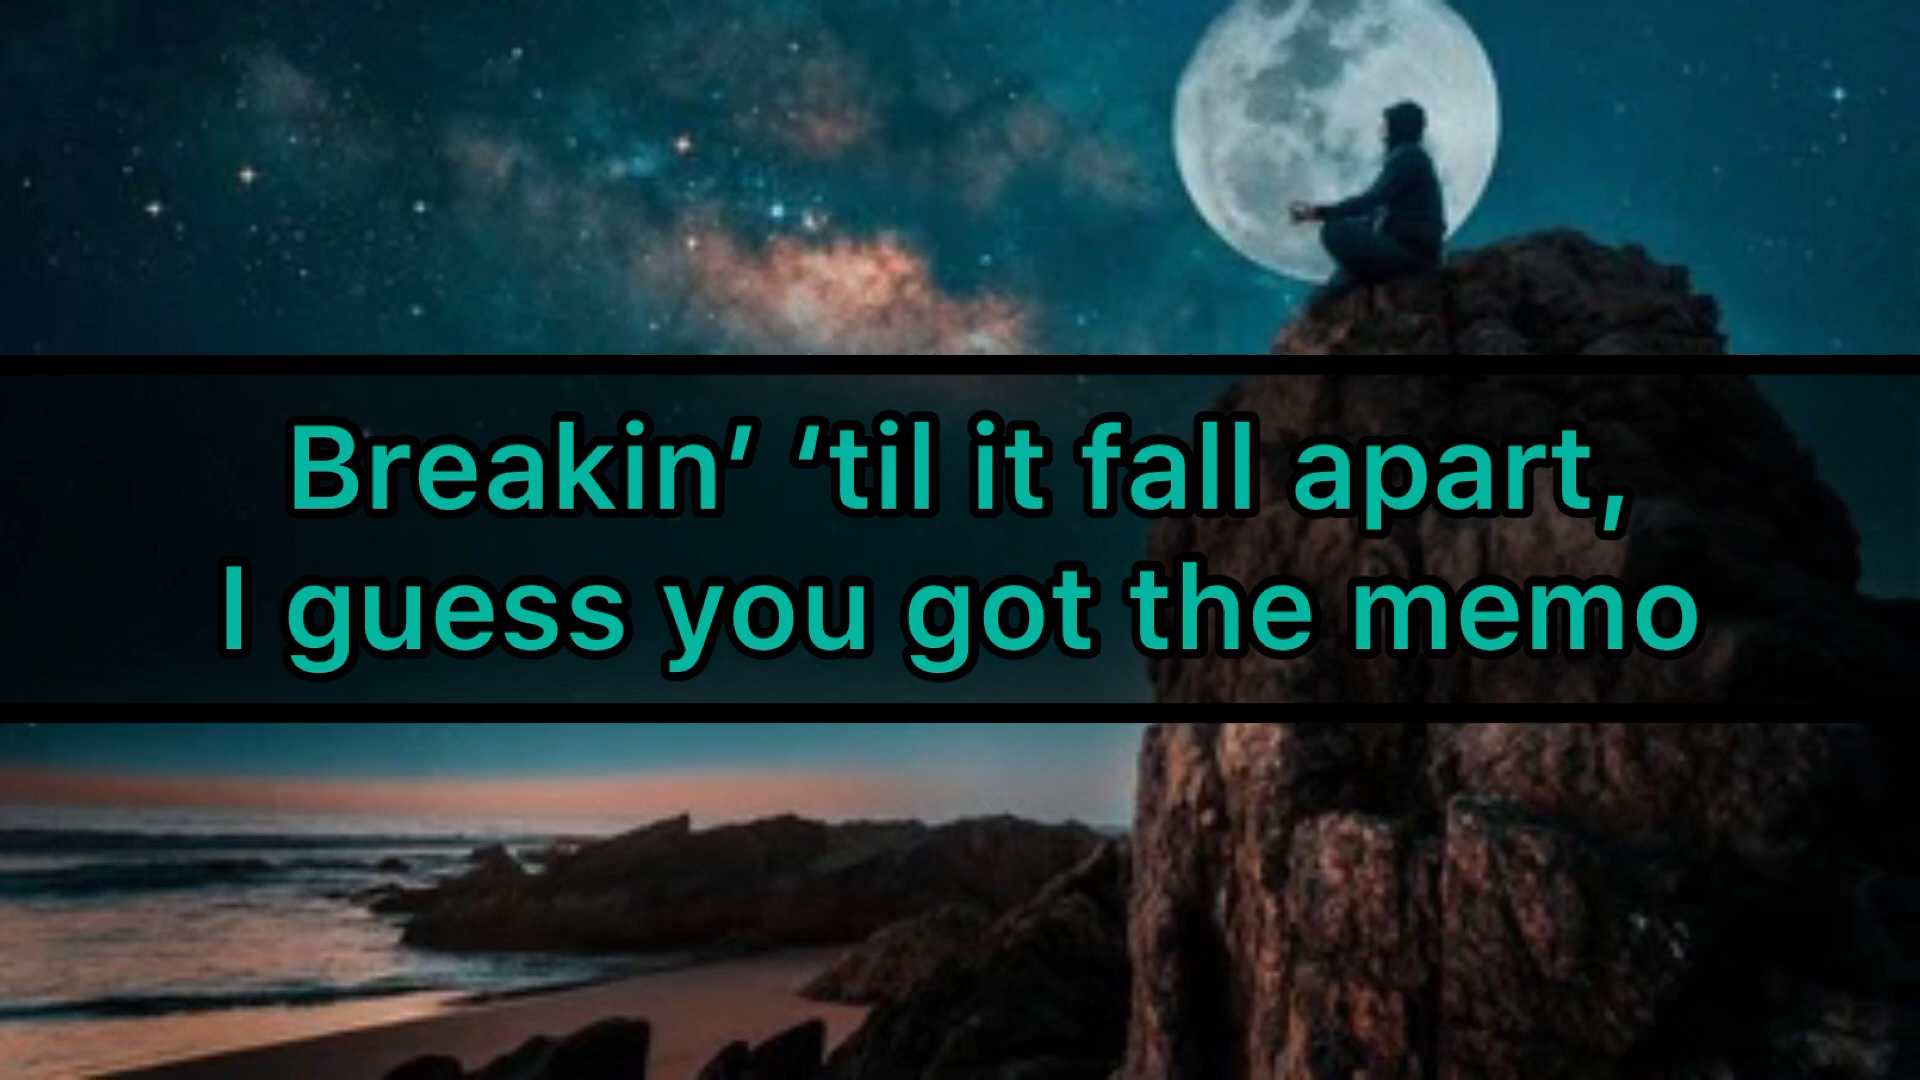 Breakin’ ‘til it fall apart,
I guess you got the memo